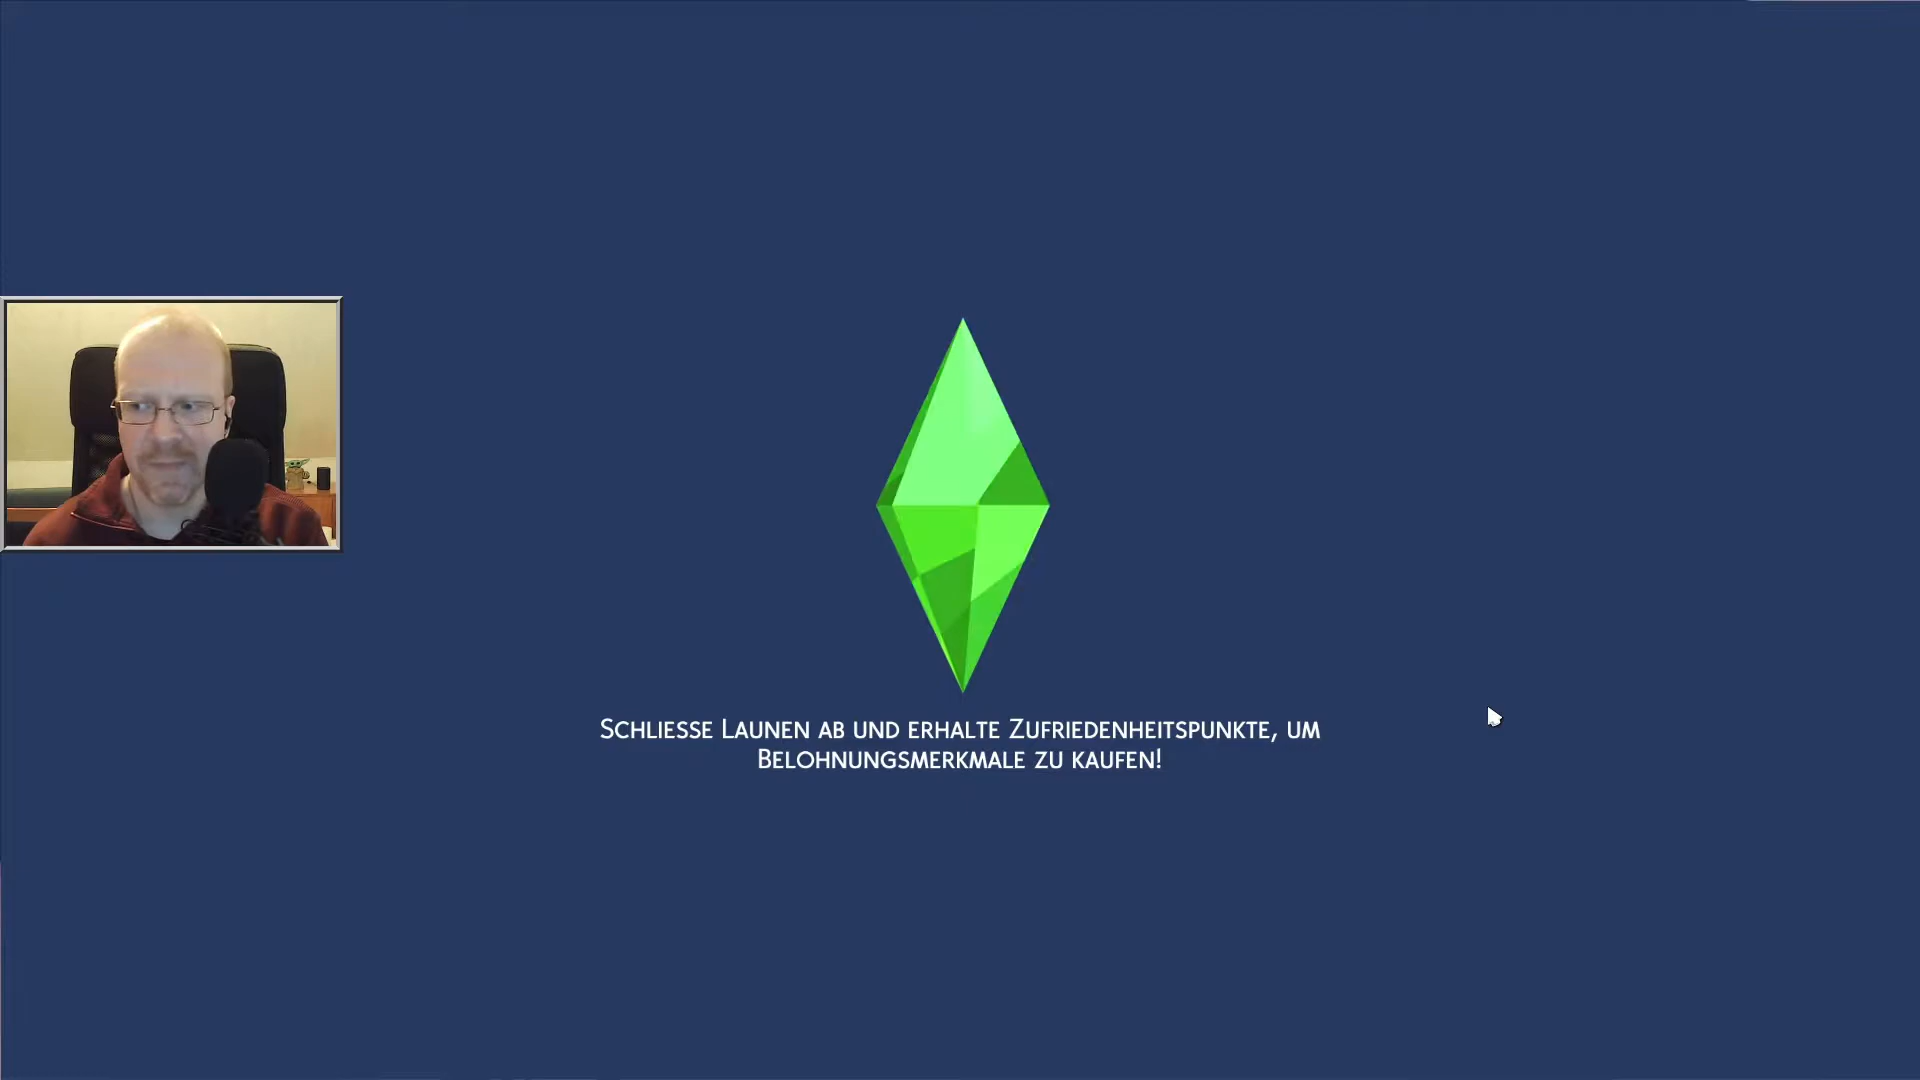 Schliesse Launen ab und erhalte Zufriedenheitspunkte, um
Belohnungsmerkmale zu kaufen!